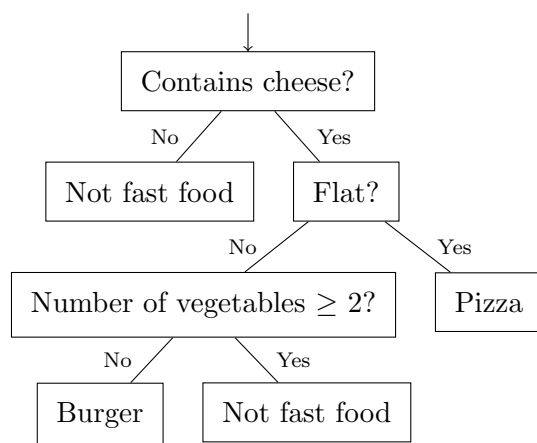 Contains cheese?
No
Yes
Not fast food
Flat?
No
Yes
Number of vegetables ≥ 2?
Pizza
No
Yes
Burger
Not fast food